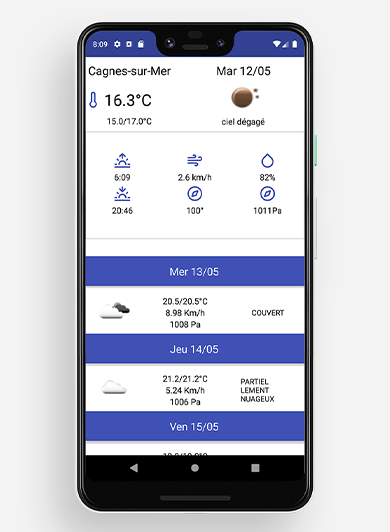 8:09
Cagnes-sur-Mer Mar 12/05
16.3°C
15.0/17.0°C ciel dégagé
6:09 2.6 km/h 82%
20:46 100° 1011Pa
Mer 13/05
20.5/20.5°C
8.98 Km/h COUVERT
1008 Pa
Jeu 14/05
21.2/21.2°C PARTIEL
5.24 Km/h LEMENT
1006 Pa NUAGEUX
Ven 15/05